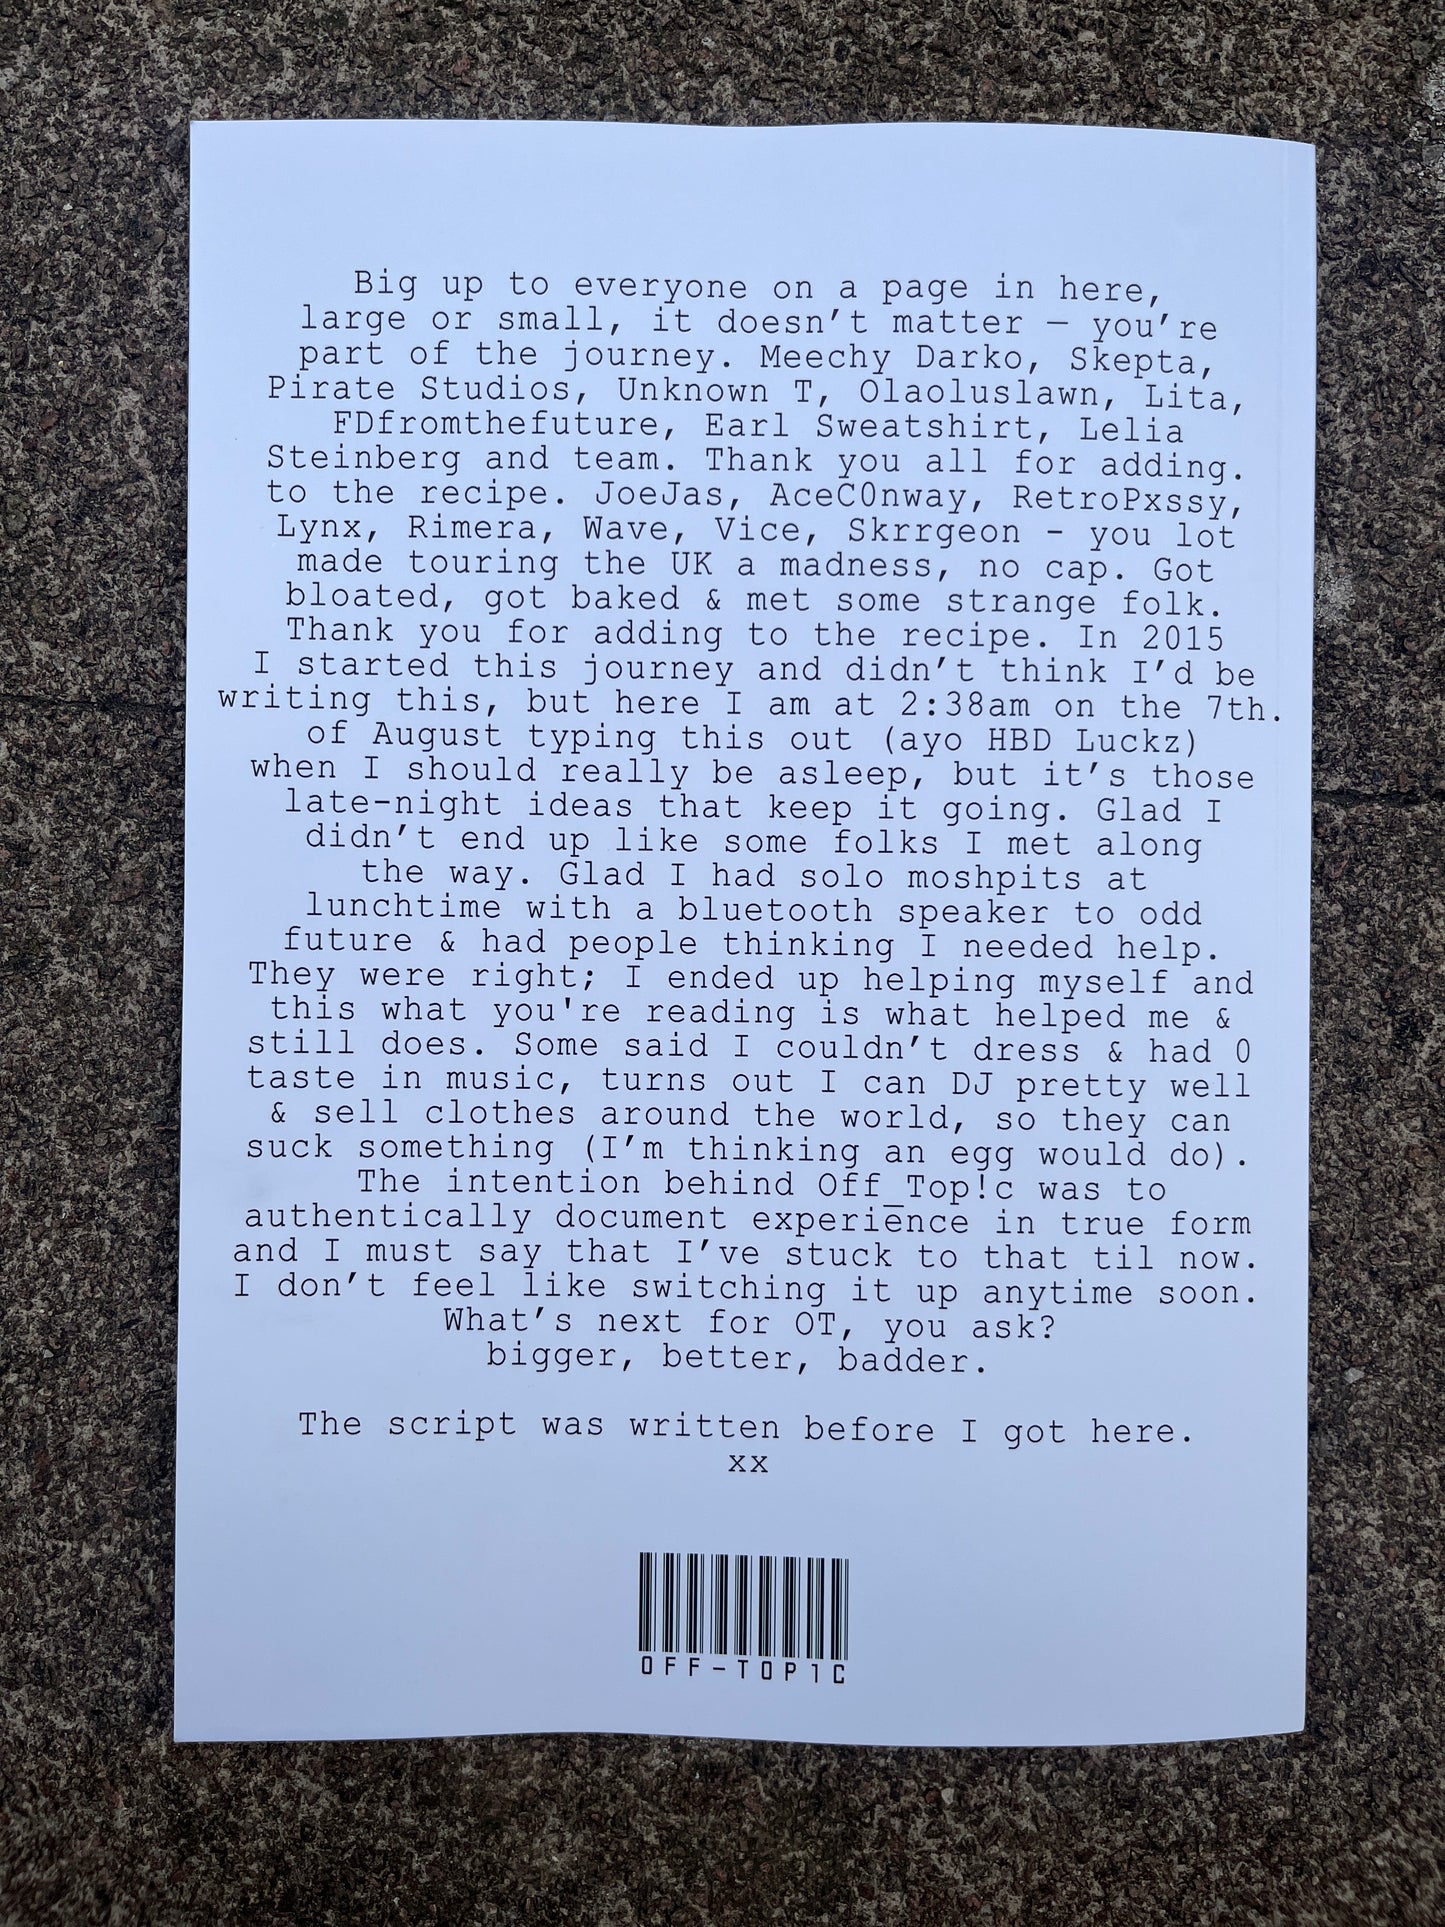 Big up to everyone on a page in here,
large or small, it doesn’t matter — you’re
part of the journey. Meechy Darko, Skepta,
Pirate Studios, Unknown T, Olaoluslawn, Lita,
FDfromthefuture, Earl Sweatshirt, Lelia
Steinberg and team. Thank you all for adding.
to the recipe. JoeJas, AceC0nway, RetroPxssy,
Lynx, Rimera, Wave, Vice, Skrrgeon - you lot
made touring the UK a madness, no cap. Got
bloated, got baked & met some strange folk.
Thank you for adding to the recipe. In 2015
I started this journey and didn’t think I’d be
writing this, but here I am at 2:38am on the 7th.
of August typing this out (ayo HBD Luckz)
when I should really be asleep, but it’s those
late-night ideas that keep it going. Glad I
didn’t end up like some folks I met along
the way. Glad I had solo moshpits at
lunchtime with a bluetooth speaker to odd
future & had people thinking I needed help.
They were right; I ended up helping myself and
this what you're reading is what helped me &
still does. Some said I couldn’t dress & had 0
taste in music, turns out I can DJ pretty well
& sell clothes around the world, so they can
suck something (I’m thinking an egg would do).
The intention behind Off_Top!c was to
authentically document experience in true form
and I must say that I’ve stuck to that til now.
I don’t feel like switching it up anytime soon.
What’s next for OT, you ask?
bigger, better, badder.
The script was written before I got here.
xx
OFF-TOP1C